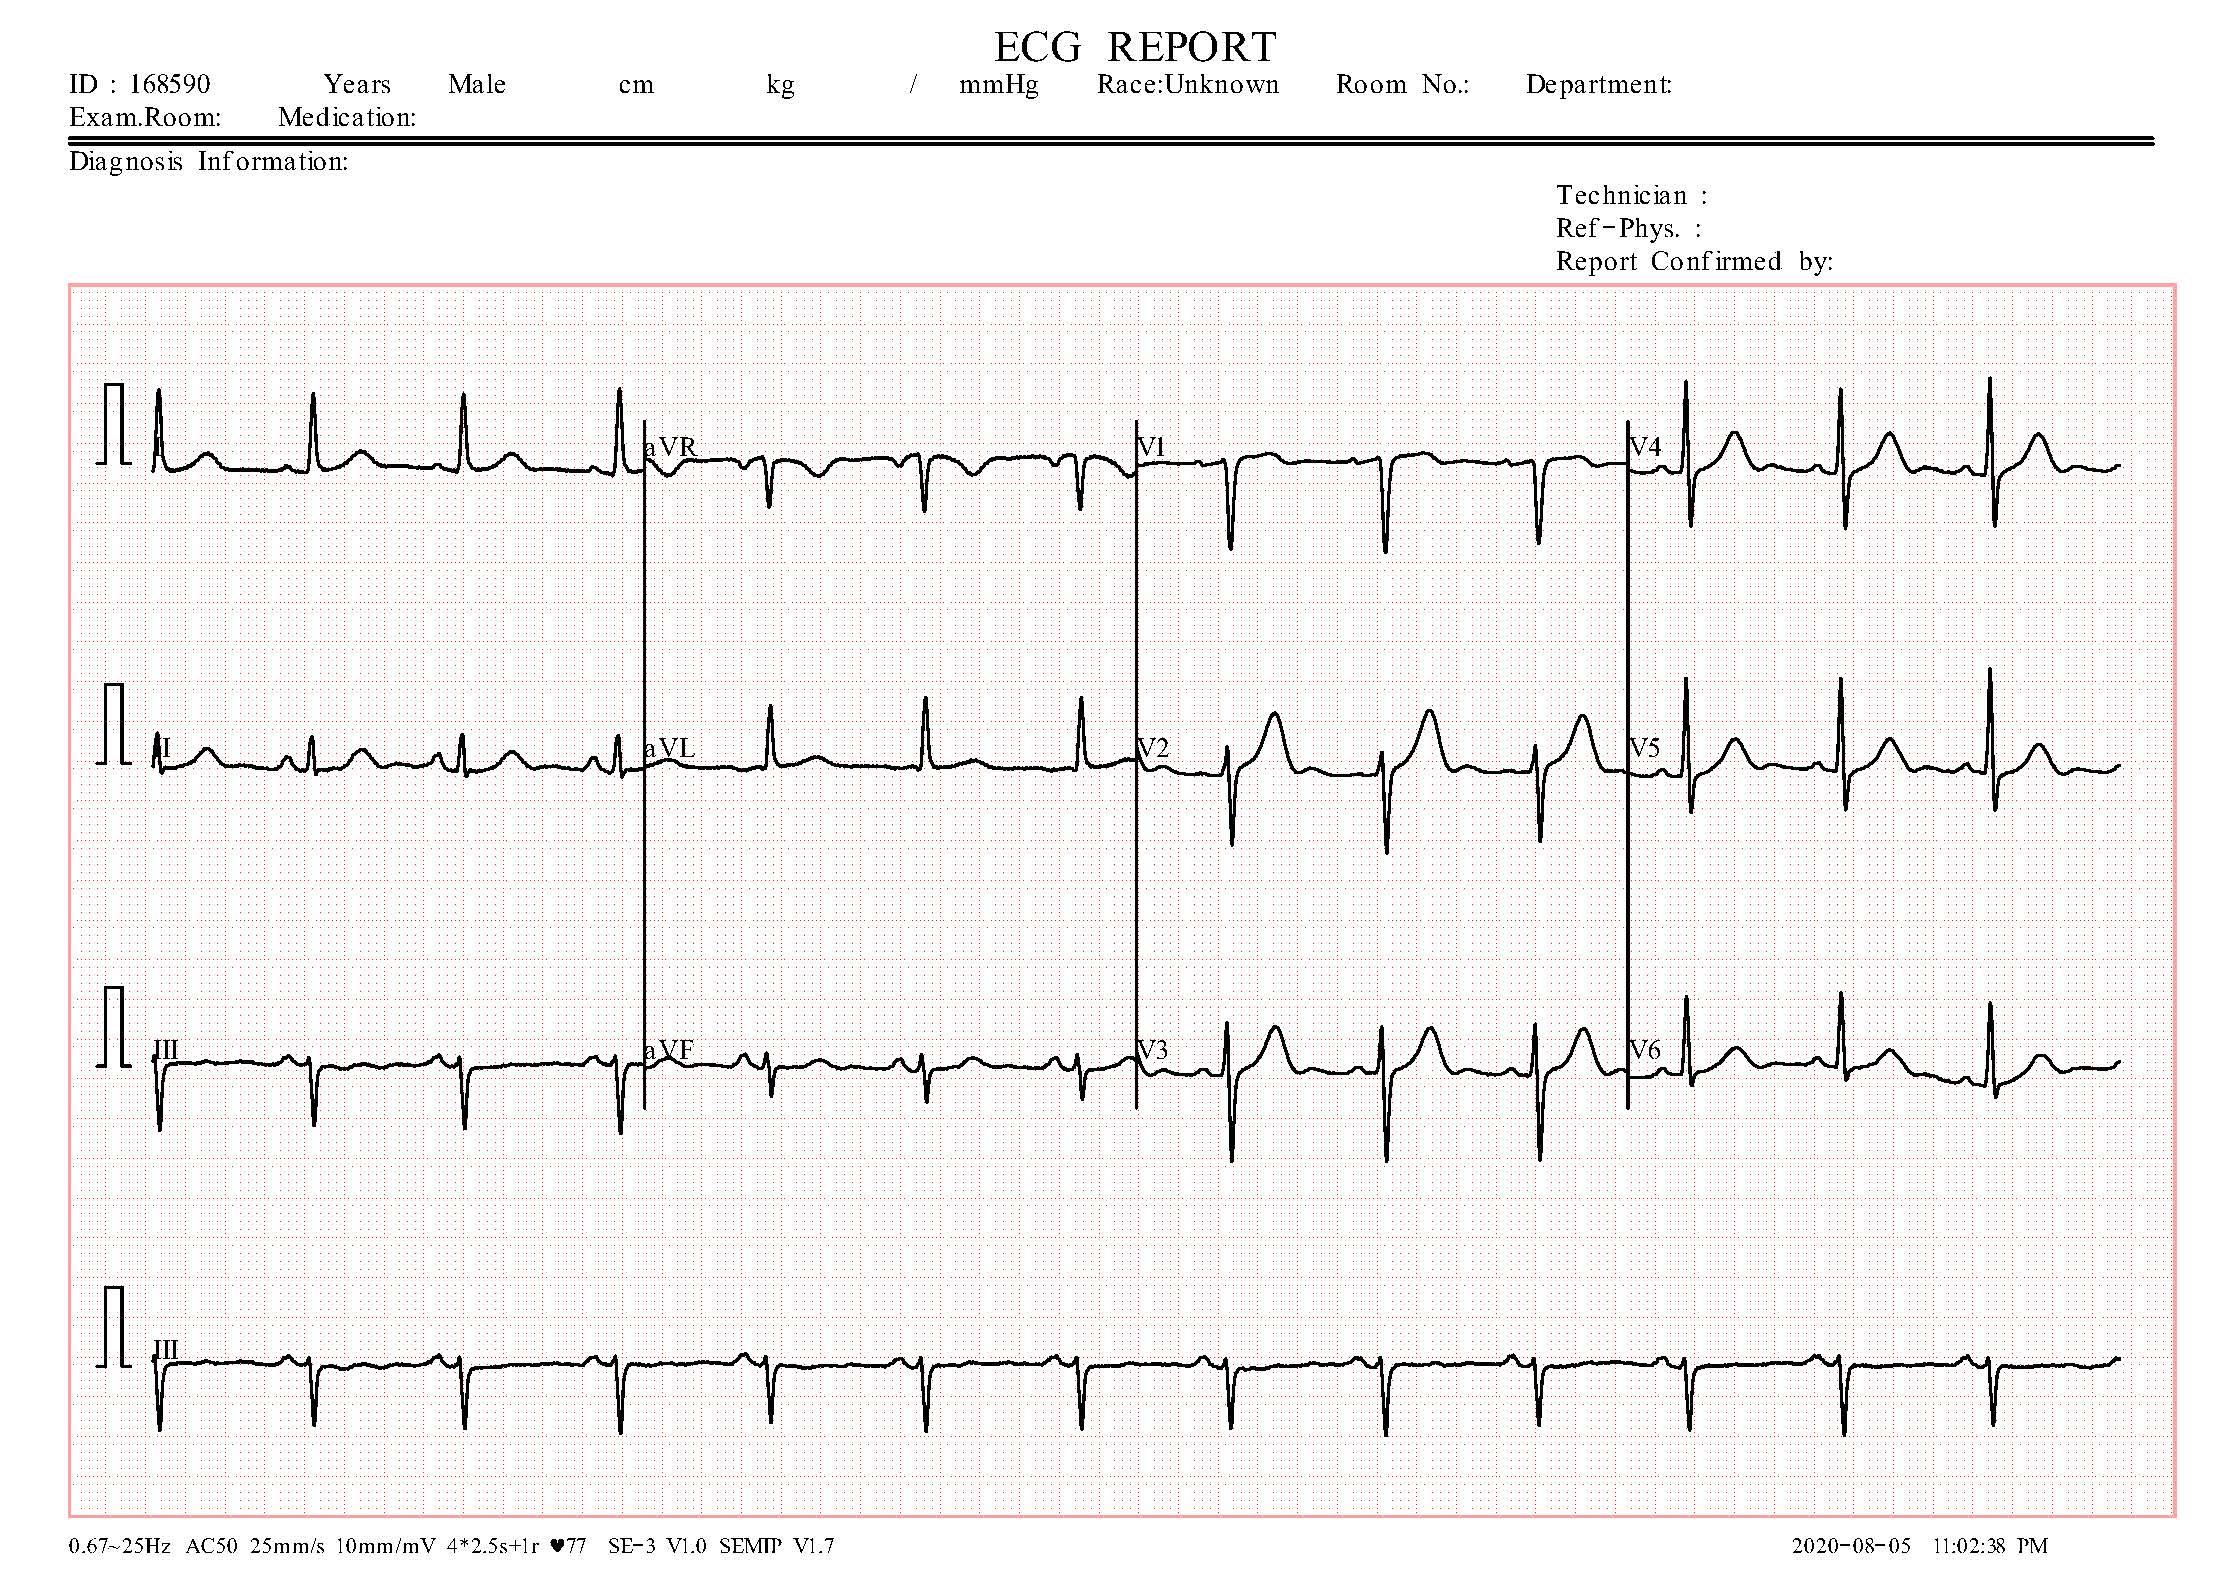 ECG REPORT
ID : 168590 Years Male cm kg / mmHg Race:Unknown Room No.: Department:
Exam.Room: Medication:
Diagnosis Information:
Technician :
Ref-Phys. :
Report Confirmed by:
aVR V1 V4
II aVL V2 V5
III aVF V3 V6
III
0.67~25Hz AC50 25mm/s 10mm/mV 4*2.5s+1r ♥77 SE-3 V1.0 SEMIP V1.7 2020-08-05 11:02:38 PM